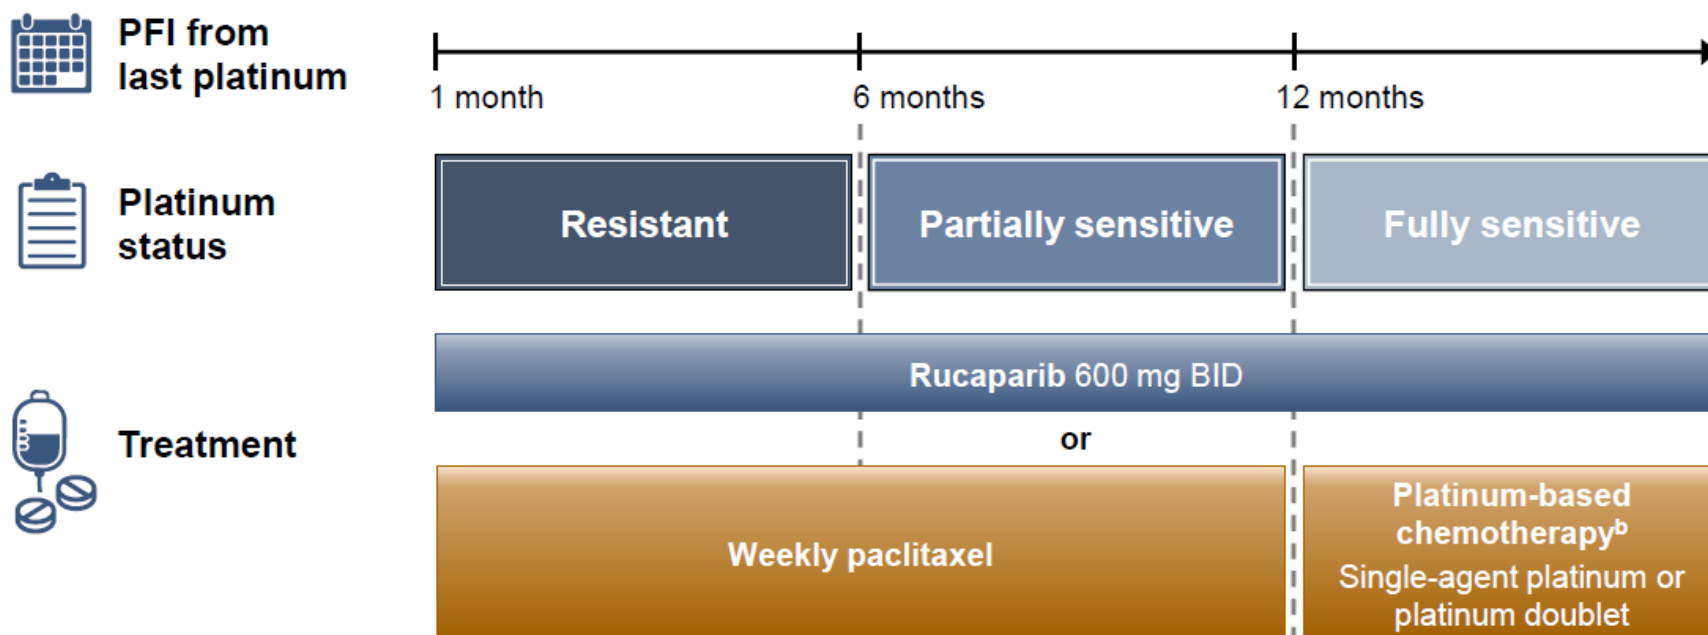 PFI from
last platinum
1 month
6 months
12 months
Platinum
status
Resistant
Partially sensitive
Fully sensitive
Treatment
Rucaparib 600 mg BID
or
Weekly paclitaxel
Platinum-based
chemotherapyᵇ
Single-agent platinum or
platinum doublet